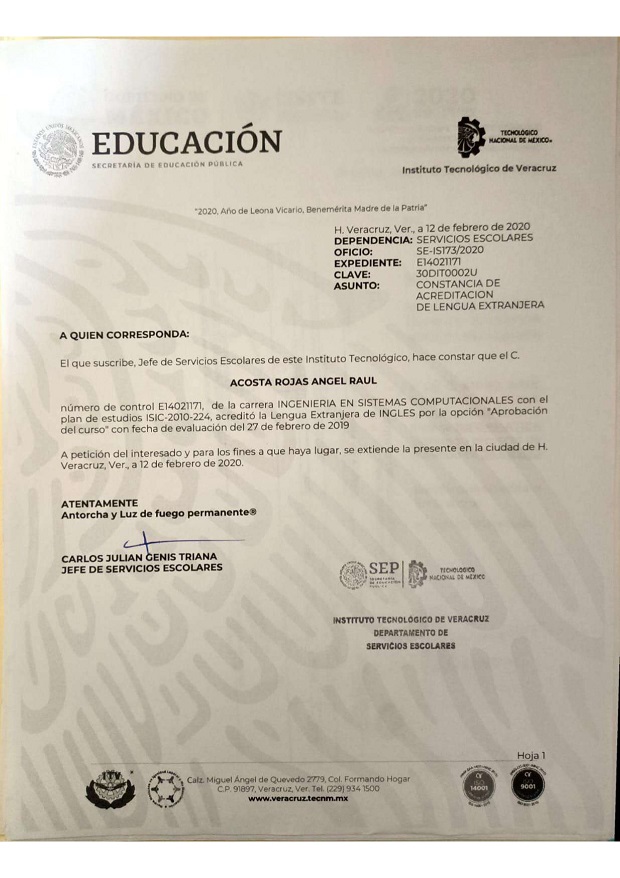 EDUCACIÓN
SECRETARÍA DE EDUCACIÓN PÚBLICA
TECNOLÓGICO
NACIONAL DE MÉXICO®
Instituto Tecnológico de Veracruz
"2020, Año de Leona Vicario, Benemérita Madre de la Patria"
H. Veracruz, Ver., a 12 de febrero de 2020
DEPENDENCIA: SERVICIOS ESCOLARES
OFICIO: SE-IS173/2020
EXPEDIENTE: E14021171
CLAVE: 30DIT0002U
ASUNTO: CONSTANCIA DE
ACREDITACION
DE LENGUA EXTRANJERA
A QUIEN CORRESPONDA:
El que suscribe, Jefe de Servicios Escolares de este Instituto Tecnológico, hace constar que el C.
ACOSTA ROJAS ANGEL RAUL
número de control E14021171, de la carrera INGENIERIA EN SISTEMAS COMPUTACIONALES con el
plan de estudios ISIC-2010-224, acreditó la Lengua Extranjera de INGLES por la opción "Aprobación
del curso" con fecha de evaluación del 27 de febrero de 2019
A petición del interesado y para los fines a que haya lugar, se extiende la presente en la ciudad de H.
Veracruz, Ver., a 12 de febrero de 2020.
ATENTAMENTE
Antorcha y Luz de fuego permanente®
CARLOS JULIAN GENIS TRIANA
JEFE DE SERVICIOS ESCOLARES
SEP
SECRETARÍA
DE EDUCACIÓN
PÚBLICA
TECNOLÓGICO
NACIONAL DE MÉXICO
INSTITUTO TECNOLÓGICO DE VERACRUZ
DEPARTAMENTO DE
SERVICIOS ESCOLARES
Hoja 1
ITV
Calz. Miguel Ángel de Quevedo 2779, Col. Formando Hogar
C.P. 91897, Veracruz, Ver. Tel. (229) 934 1500
www.veracruz.tecnm.mx
ISO
14001
ISO
9001